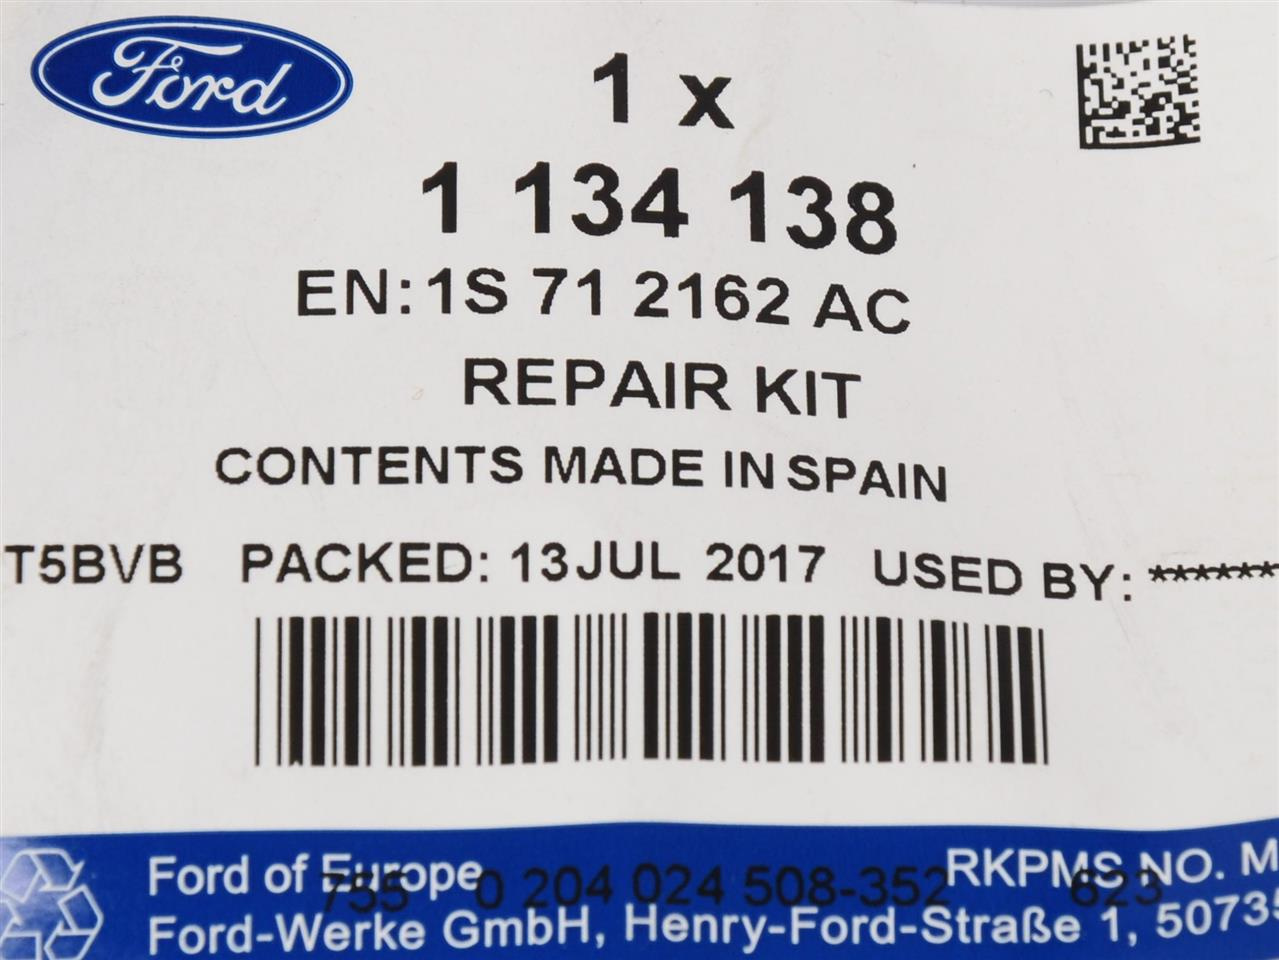 Ford
1 x
1 134 138
EN: 1S 71 2162 AC
REPAIR KIT
CONTENTS MADE IN SPAIN
T5BVB PACKED: 13 JUL 2017 USED BY: *******
Ford of Europe RKPMS NO. M
755 0 204 024 508-352 623
Ford-Werke GmbH, Henry-Ford-Straße 1, 50735